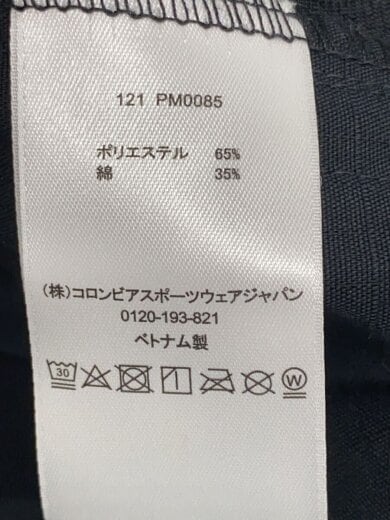 121 PM0085
ポリエステル 65%
綿 35%
(株)コロンビアスポーツウェアジャパン
0120-193-821
ベトナム製
30 W